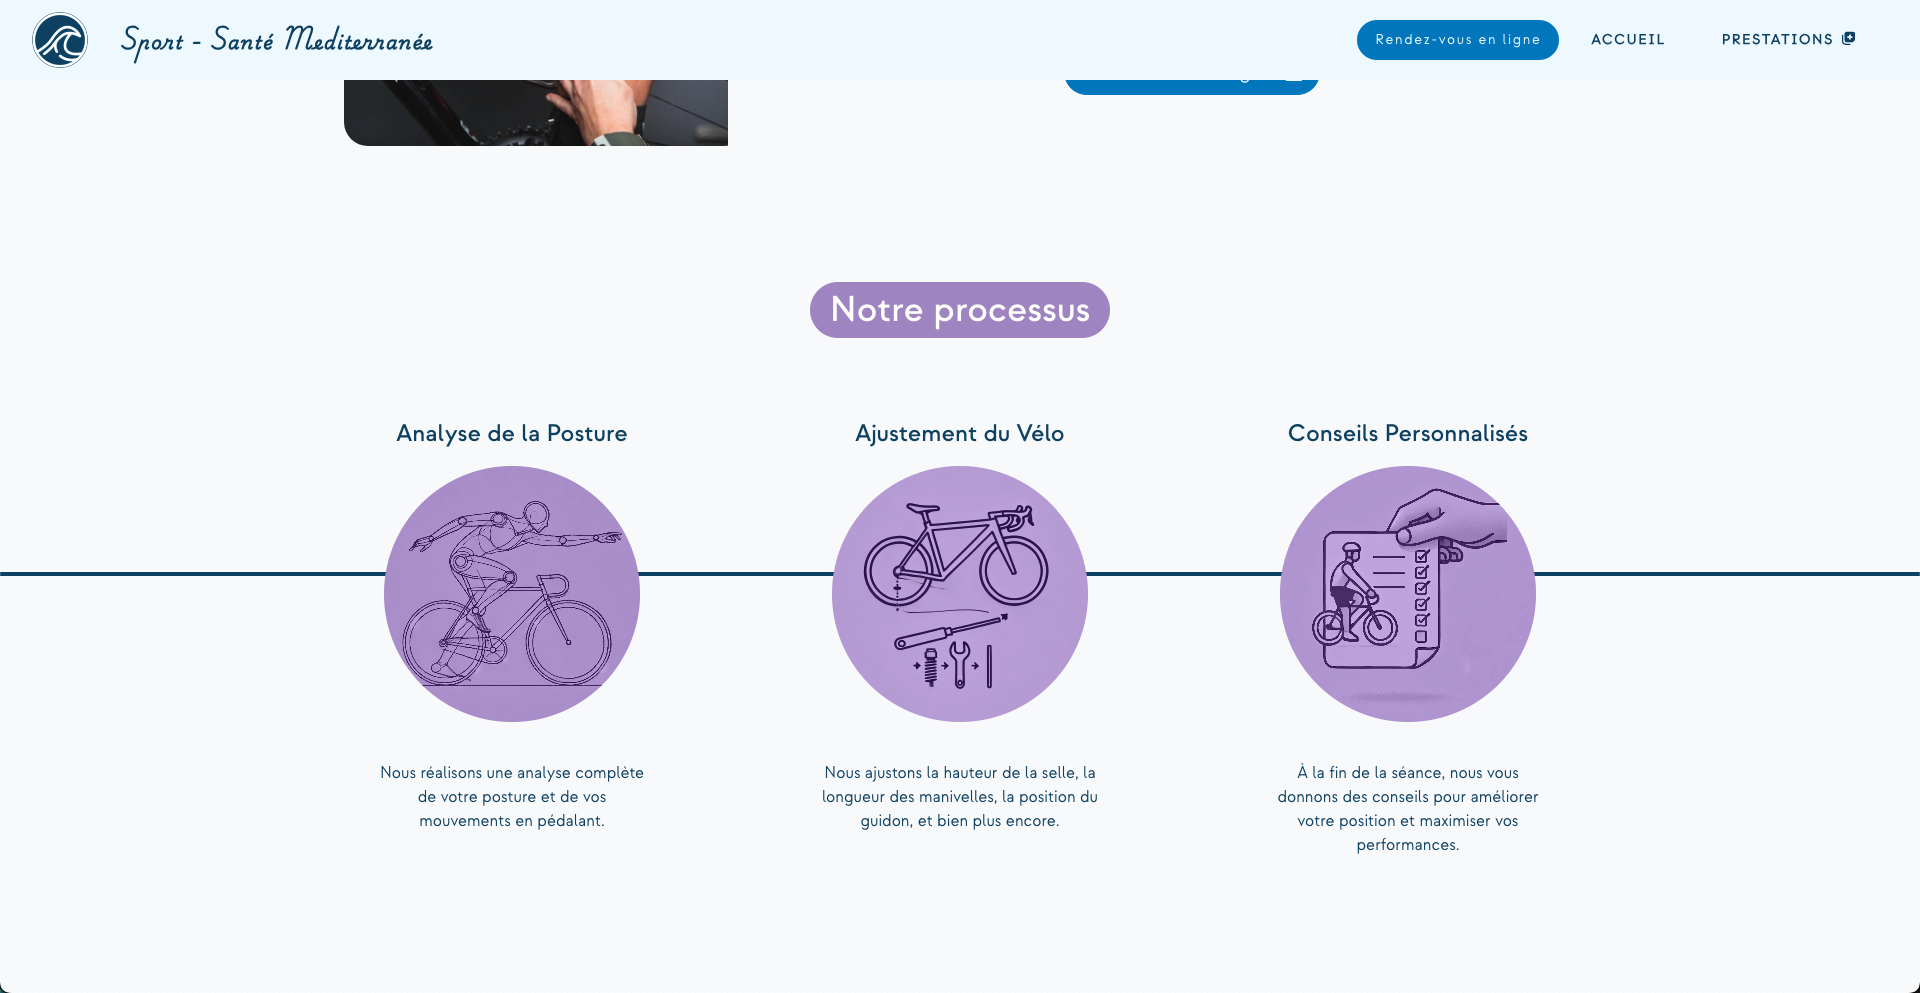 Sport - Santé Mediterranée
Rendez-vous en ligne
ACCUEIL
PRESTATIONS
Notre processus
Analyse de la Posture
Ajustement du Vélo
Conseils Personnalisés
Nous réalisons une analyse complète
de votre posture et de vos
mouvements en pédalant.
Nous ajustons la hauteur de la selle, la
longueur des manivelles, la position du
guidon, et bien plus encore.
À la fin de la séance, nous vous
donnons des conseils pour améliorer
votre position et maximiser vos
performances.